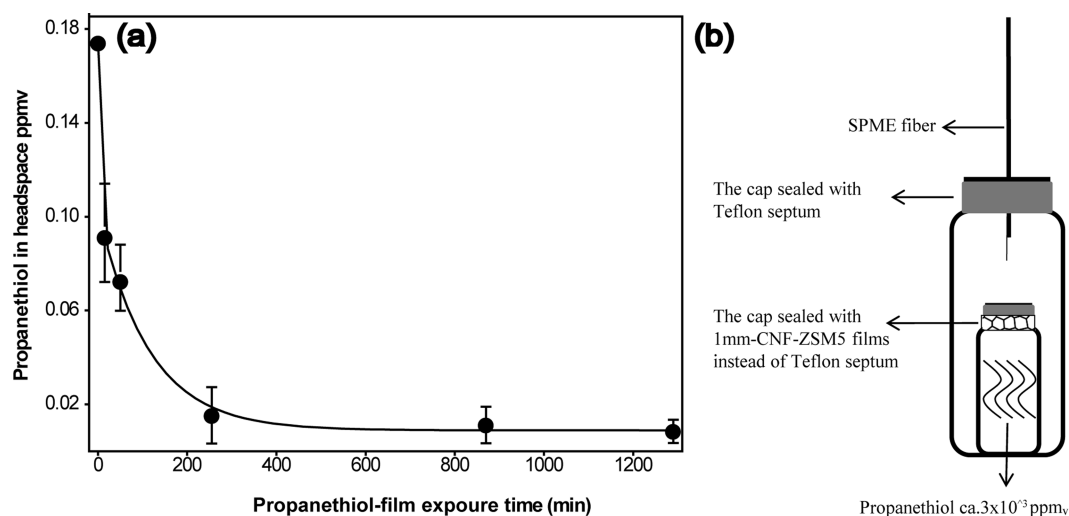 (a)
0.18
0.14
0.10
0.06
0.02
Propanethiol in headspace ppmv
0 200 400 600 800 1000 1200
Propanethiol-film expoure time (min)
(b)
SPME fiber
The cap sealed with
Teflon septum
The cap sealed with
1mm-CNF-ZSM5 films
instead of Teflon septum
Propanethiol ca.3x10^3 ppmv